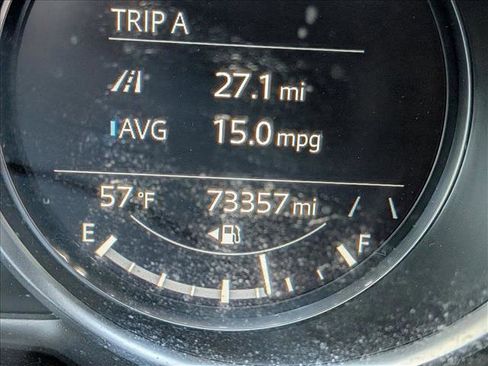 TRIP A
27.1 mi
AVG 15.0 mpg
57 °F 73357 mi
E F